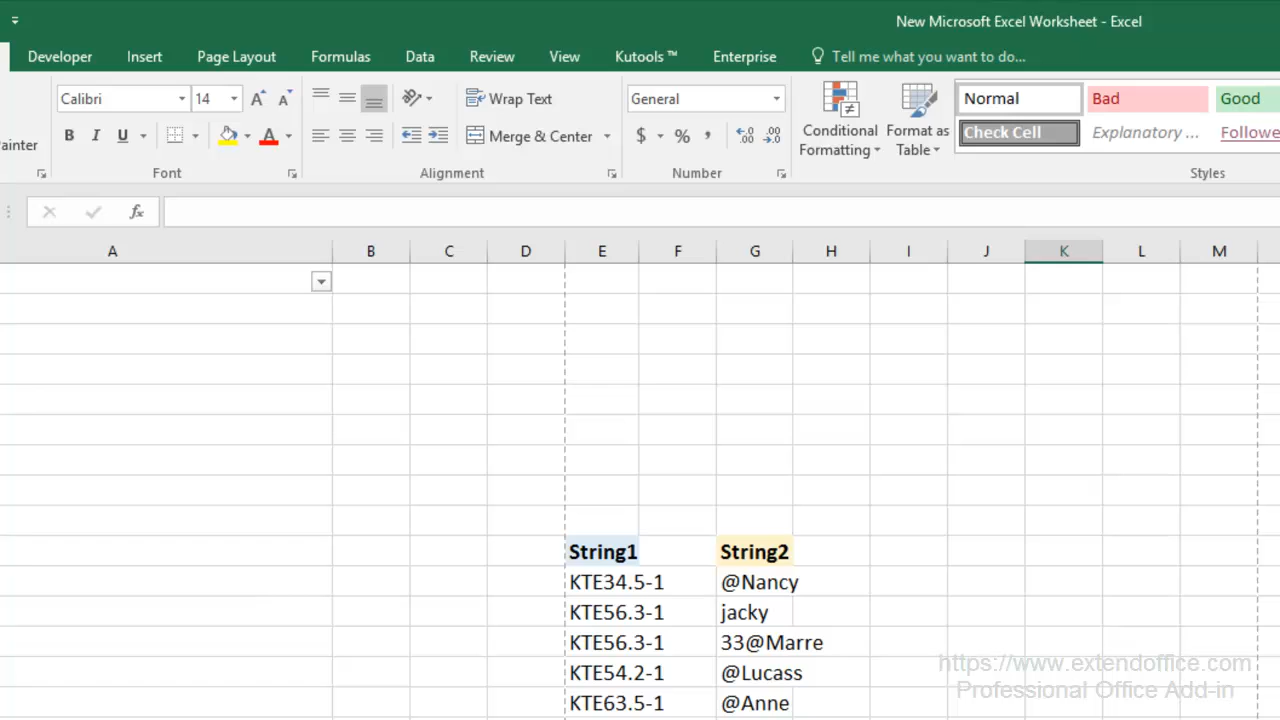 New Microsoft Excel Worksheet - Excel
Developer Insert Page Layout Formulas Data Review View Kutools ™ Enterprise Tell me what you want to do...
Calibri 14 A A Wrap Text General Normal Bad Good
ainter B I U A Merge & Center $ % , .00 .00 Conditional Formatting Format as Table Check Cell Explanatory ... Followe
Font Alignment Number Styles
fx
A B C D E F G H I J K L M
String1 String2
KTE34.5-1 @Nancy
KTE56.3-1 jacky
KTE56.3-1 33@Marre
KTE54.2-1 @Lucass
KTE63.5-1 @Anne
https://www.extendoffice.com
Professional Office Add-in